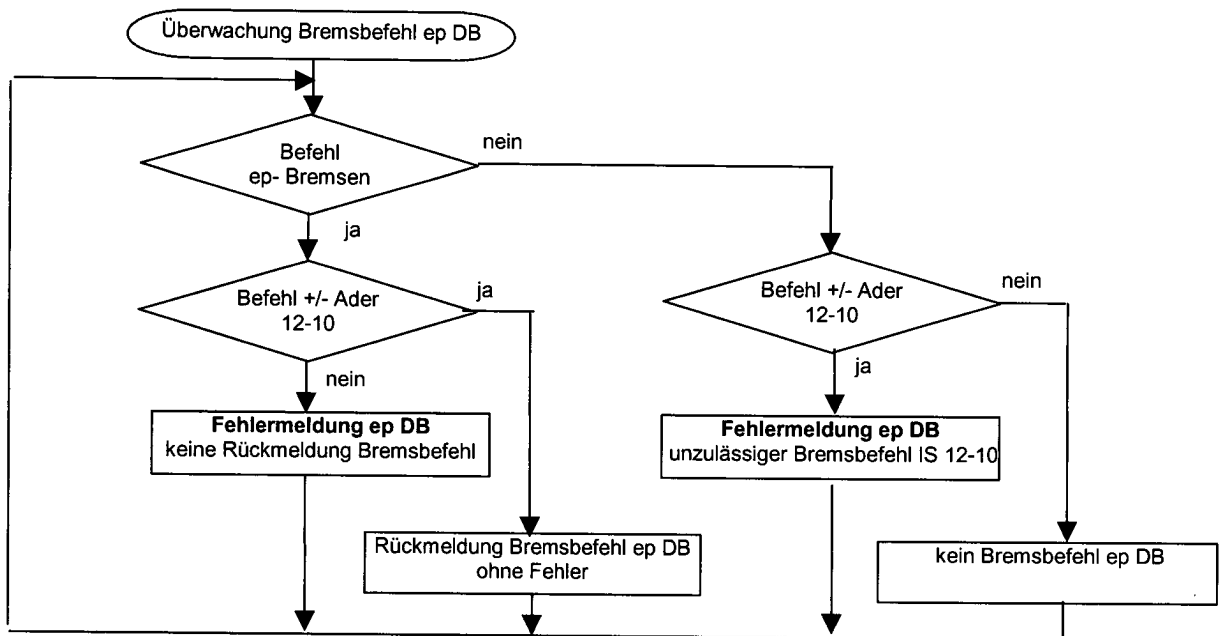 Überwachung Bremsbefehl ep DB
Befehl
ep- Bremsen
nein
ja
Befehl +/- Ader
12-10
ja
nein
Fehlermeldung ep DB
keine Rückmeldung Bremsbefehl
Rückmeldung Bremsbefehl ep DB
ohne Fehler
Befehl +/- Ader
12-10
nein
ja
Fehlermeldung ep DB
unzulässiger Bremsbefehl IS 12-10
kein Bremsbefehl ep DB